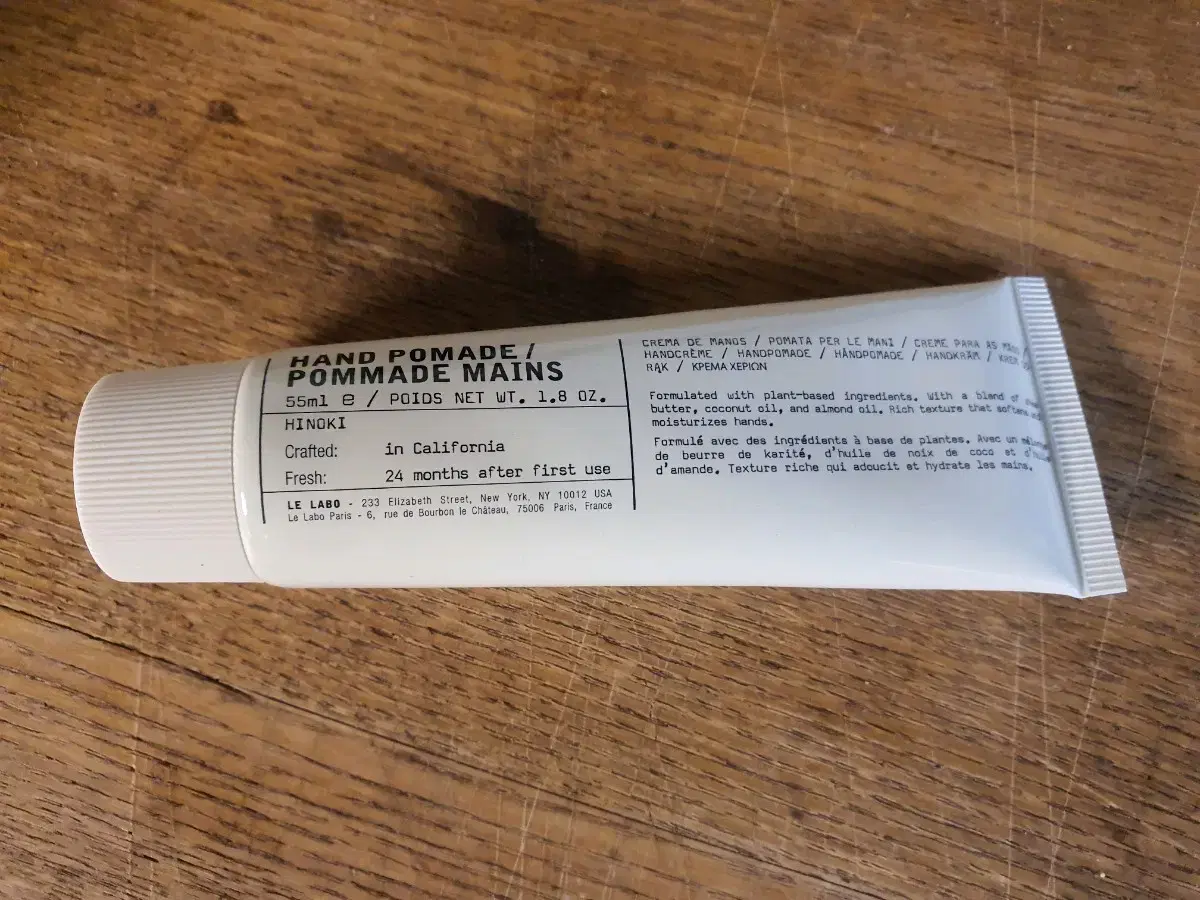 HAND POMADE /
POMMADE MAINS
55ml ℮ / POIDS NET WT. 1.8 OZ.
HINOKI
Crafted: in California
Fresh: 24 months after first use
LE LABO - 233 Elizabeth Street, New York, NY 10012 USA
Le Labo Paris - 6, rue de Bourbon le Château, 75006 Paris, France
CREMA DE MANOS / POMATA PER LE MANI / CREME PARA AS
HANDCRÈME / HANDPOMADE / HÅNDPOMADE / HANDKRÄM /
RĄK / ΚΡΕΜΑ ΧΕΡΙΩΝ
Formulated with plant-based ingredients. With a blend of
butter, coconut oil, and almond oil. Rich texture that softens and
moisturizes hands.
Formulé avec des ingrédients à base de plantes. Avec un
de beurre de karité, d'huile de noix de coco et
d'amande. Texture riche qui adoucit et hydrate les mains.